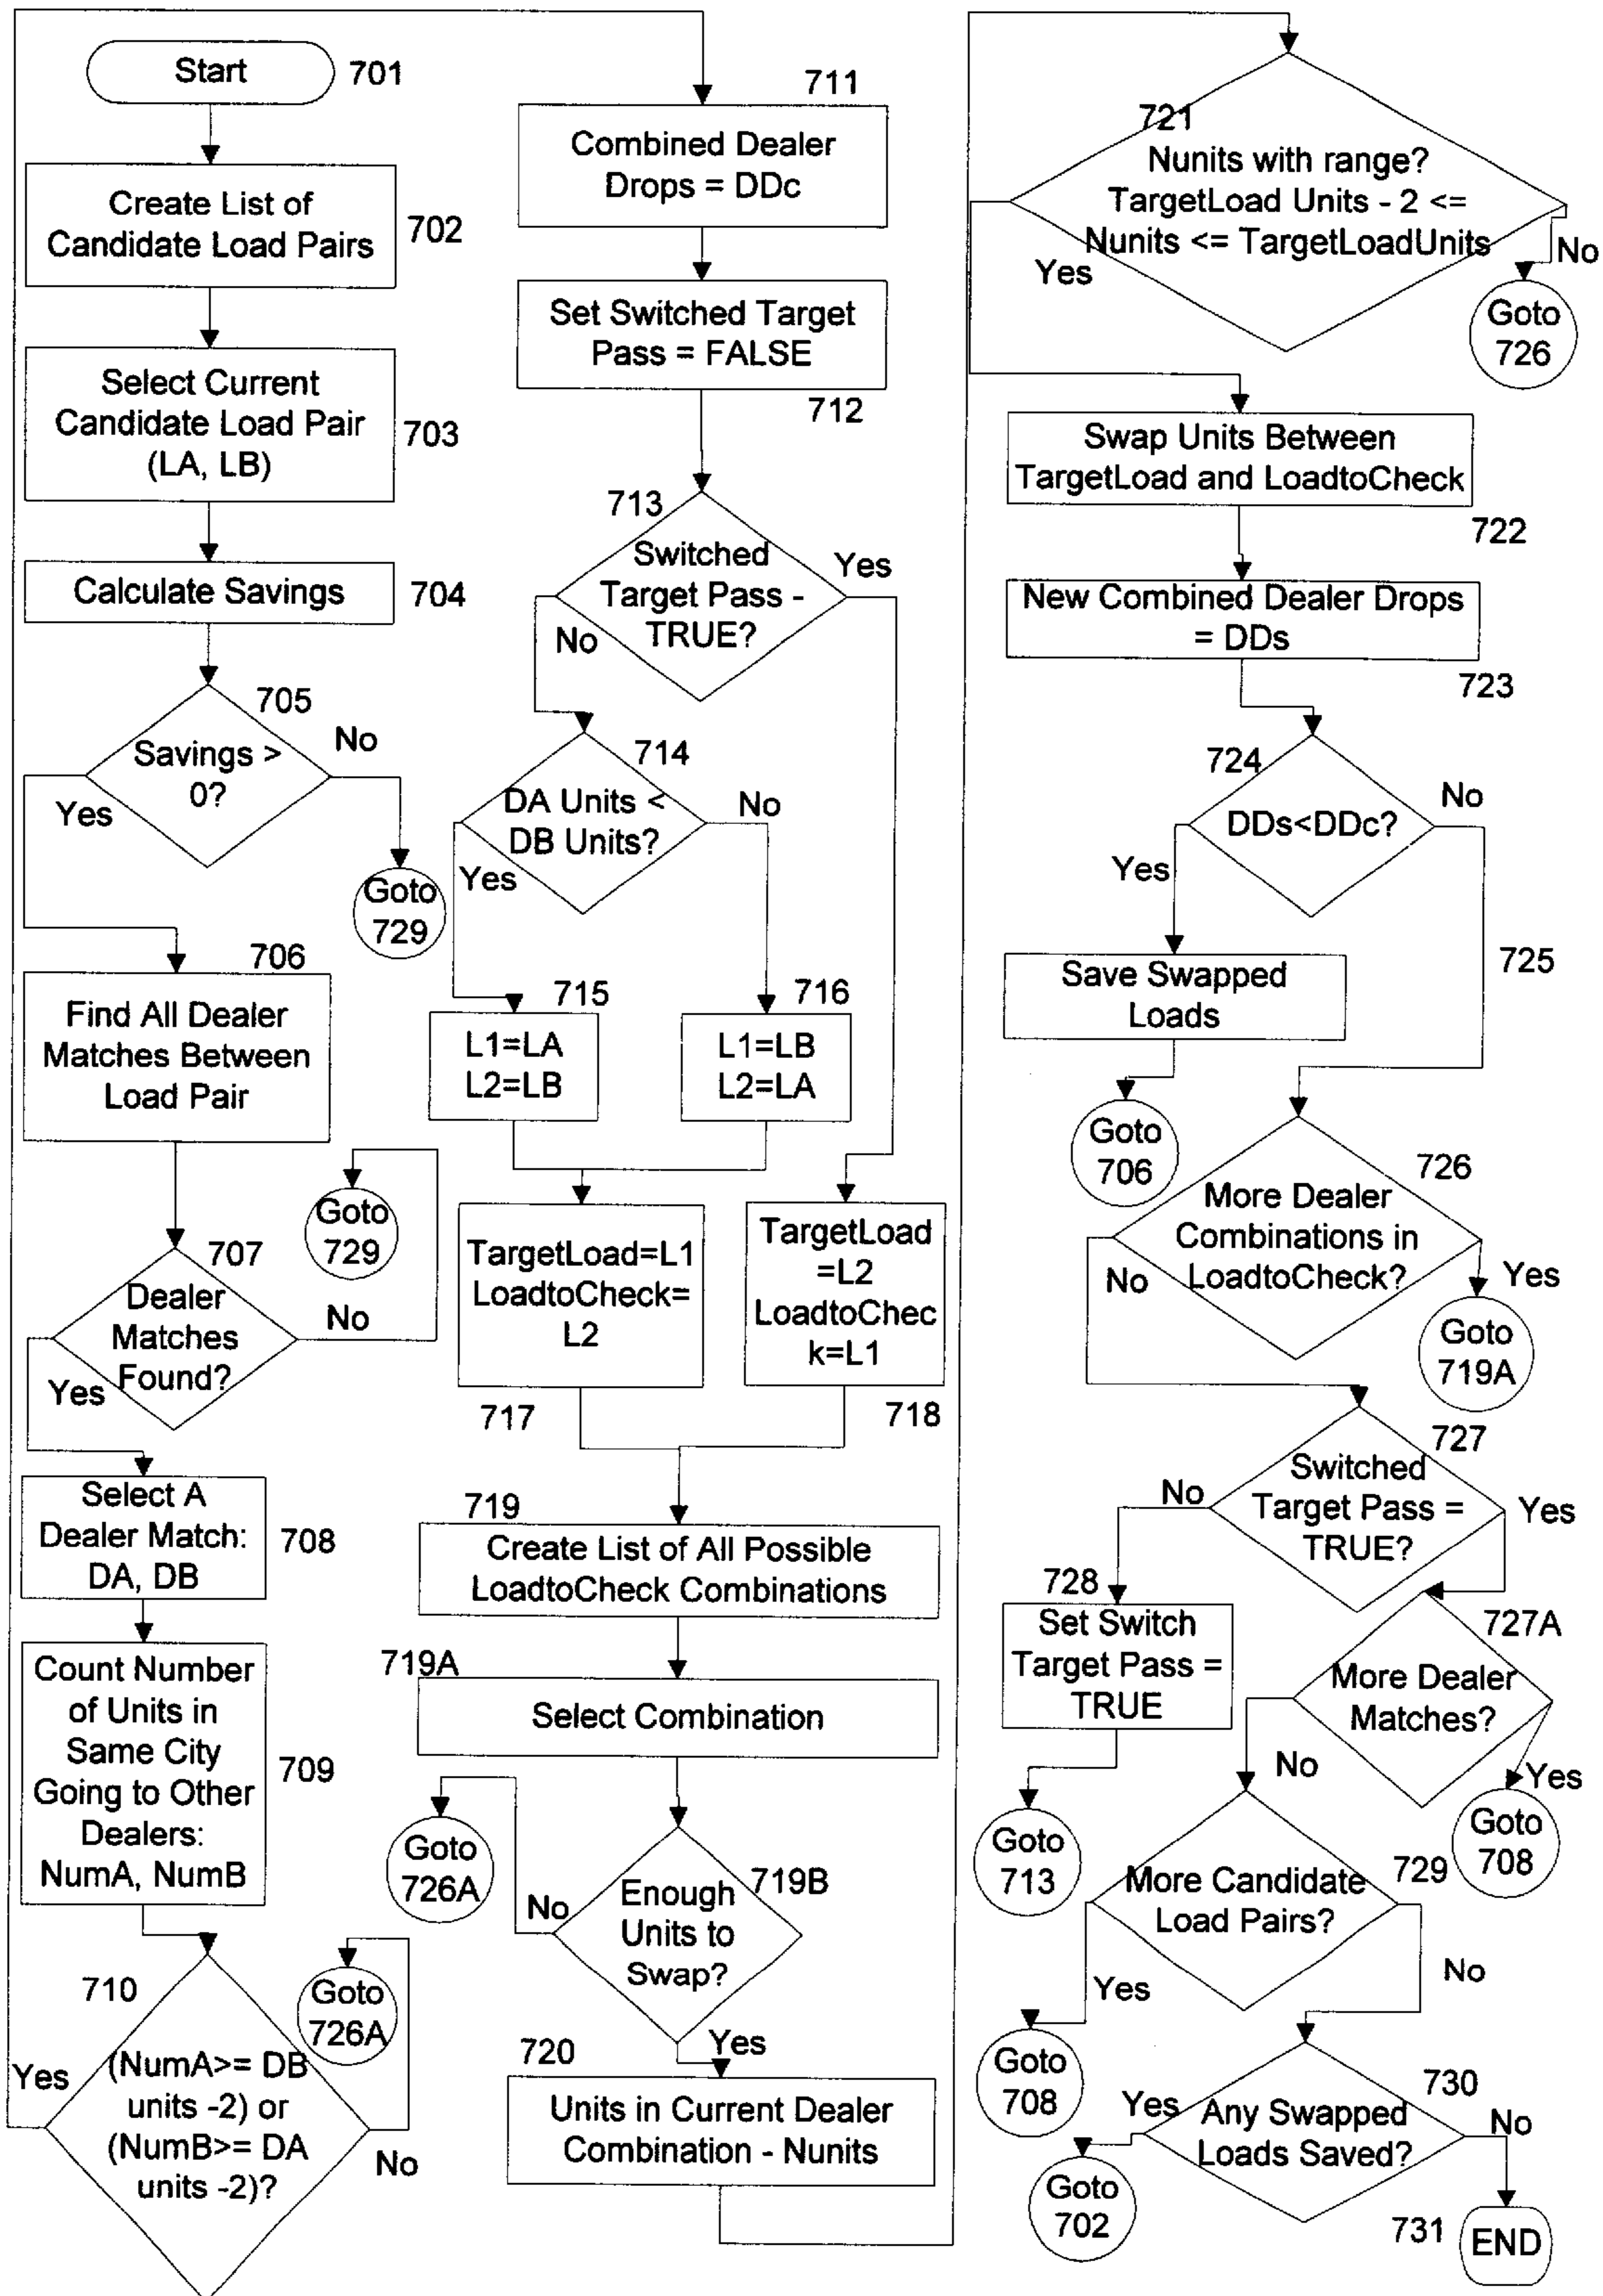 Start
701
Create List of
Candidate Load Pairs
702
Select Current
Candidate Load Pair
(LA, LB)
703
Calculate Savings
704
705
Savings >
0?
No
Yes
Goto
729
706
Find All Dealer
Matches Between
Load Pair
Goto
729
707
Dealer
Matches
Found?
No
Yes
Select A
Dealer Match:
DA, DB
708
Count Number
of Units in
Same City
Going to Other
Dealers:
NumA, NumB
709
710
Goto
726A
(NumA>= DB
units -2) or
(NumB>= DA
units -2)?
Yes
No
711
Combined Dealer
Drops = DDc
Set Switched Target
Pass = FALSE
712
713
Switched
Target Pass -
TRUE?
Yes
No
714
DA Units <
DB Units?
No
Yes
715
L1=LA
L2=LB
716
L1=LB
L2=LA
TargetLoad=L1
LoadtoCheck=
L2
717
TargetLoad
=L2
LoadtoChec
k=L1
718
719
Create List of All Possible
LoadtoCheck Combinations
719A
Select Combination
Goto
726A
No
Enough
Units to
Swap?
719B
Yes
720
Units in Current Dealer
Combination - Nunits
721
Nunits with range?
TargetLoad Units - 2 <=
Nunits <= TargetLoadUnits
Yes
No
Goto
726
Swap Units Between
TargetLoad and LoadtoCheck
722
New Combined Dealer Drops
= DDs
723
724
DDs<DDc?
No
Yes
Save Swapped
Loads
725
Goto
706
726
More Dealer
Combinations in
LoadtoCheck?
No
Yes
Goto
719A
727
Switched
Target Pass =
TRUE?
No
Yes
728
Set Switch
Target Pass =
TRUE
Goto
713
727A
More Dealer
Matches?
No
Yes
Goto
708
729
More Candidate
Load Pairs?
Yes
No
Goto
708
730
Any Swapped
Loads Saved?
Yes
No
Goto
702
731
END